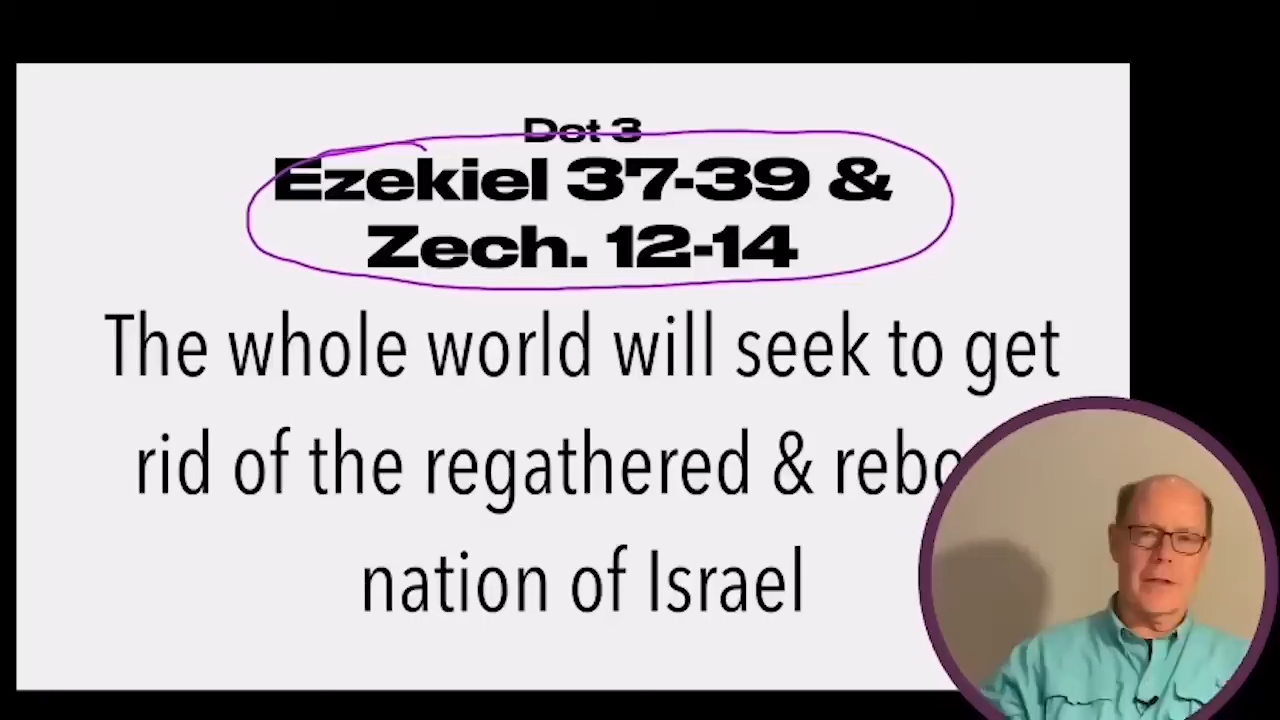 Dot 3
Ezekiel 37-39 &
Zech. 12-14
The whole world will seek to get
rid of the regathered &
nation of Israel